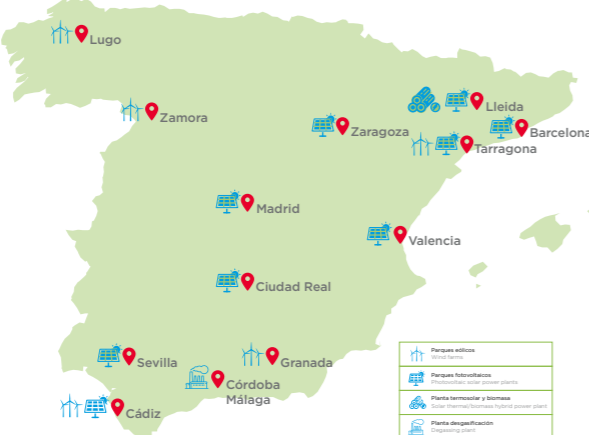 Lugo
Zamora
Lleida
Zaragoza
Barcelona
Tarragona
Madrid
Valencia
Ciudad Real
Sevilla
Granada
Córdoba
Málaga
Cádiz
Parques eólicos
Wind farms
Parques fotovoltaicos
Photovoltaic solar power plants
Planta termosolar y biomasa
Solar thermal/biomass hybrid power plant
Planta desgasificación
Degassing plant